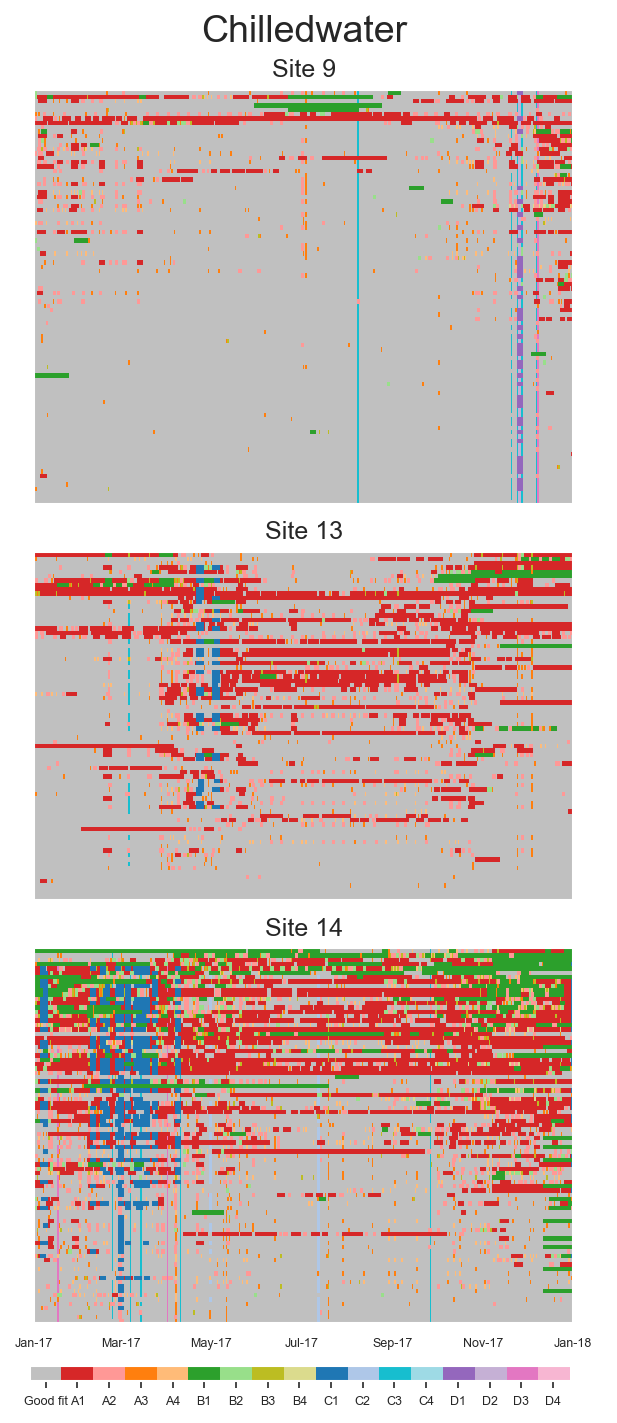 Chilledwater
Site 9
Site 13
Site 14
Jan-17 Mar-17 May-17 Jul-17 Sep-17 Nov-17 Jan-18
Good fit A1 A2 A3 A4 B1 B2 B3 B4 C1 C2 C3 C4 D1 D2 D3 D4